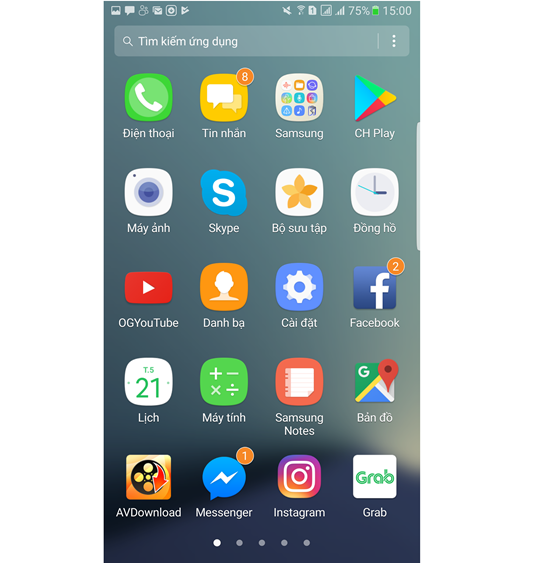 75% 15:00
Tìm kiếm ứng dụng
8
Điện thoại Tin nhắn Samsung CH Play
S
Máy ảnh Skype Bộ sưu tập Đồng hồ
2
f
OGYouTube Danh bạ Cài đặt Facebook
T.5
21
G
Lịch Máy tính Samsung Notes Bản đồ
1
Grab
AVDownload Messenger Instagram Grab